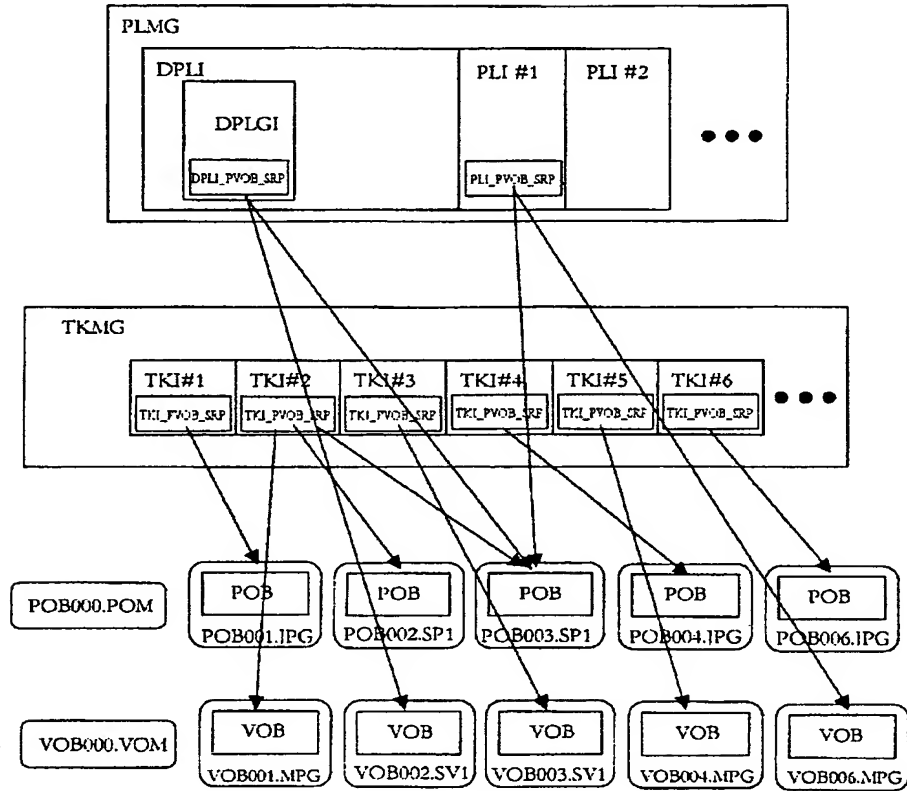 PLMG
DPLI
PLI #1
PLI #2
DPLGI
DPLI_PVOB_SRP
PLI_PVOB_SRP
TKMG
TKI#1
TKI#2
TKI#3
TKI#4
TKI#5
TKI#6
TKI_PVOB_SRP
TKI_PVOB_SRP
TKI_PVOB_SRP
TKI_PVOB_SRP
TKI_PVOB_SRP
TKI_PVOB_SRP
POB000.POM
POB
POB001.JPG
POB
POB002.SP1
POB
POB003.SP1
POB
POB004.JPG
POB
POB006.JPG
VOB000.VOM
VOB
VOB001.MPG
VOB
VOB002.SV1
VOB
VOB003.SV1
VOB
VOB004.MPG
VOB
VOB006.MPG